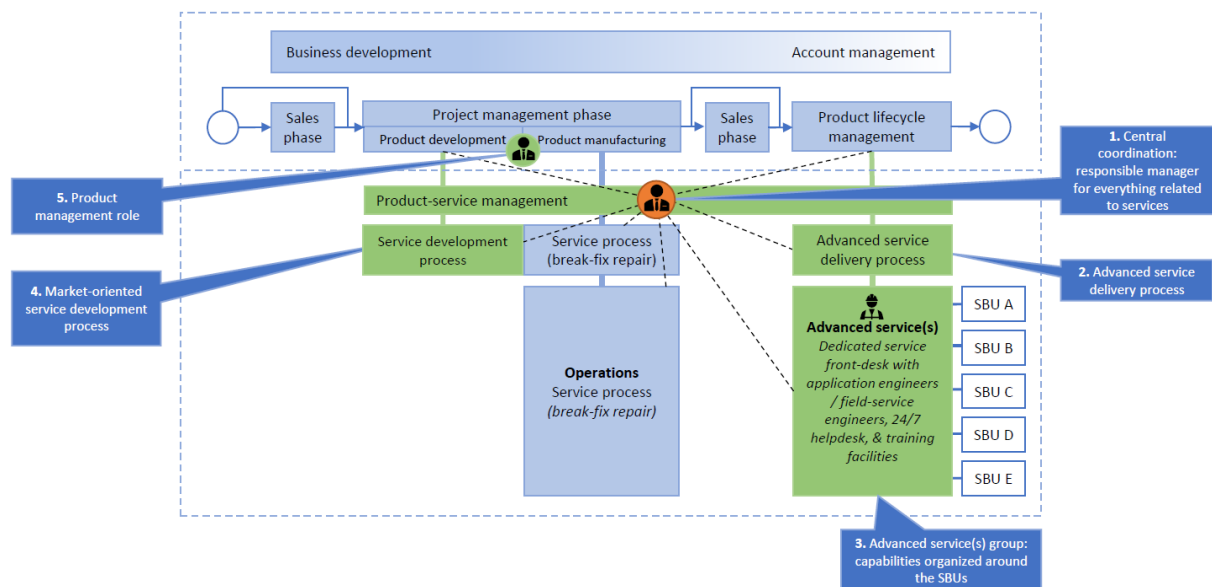 Business development
Account management
Sales
phase
Project management phase
Product development
Product manufacturing
Sales
phase
Product lifecycle
management
1. Central
coordination:
responsible manager
for everything related
to services
5. Product
management role
Product-service management
Service development
process
Service process
(break-fix repair)
Advanced service
delivery process
2. Advanced service
delivery process
4. Market-oriented
service development
process
Operations
Service process
(break-fix repair)
Advanced service(s)
Dedicated service
front-desk with
application engineers
/ field-service
engineers, 24/7
helpdesk, & training
facilities
SBU A
SBU B
SBU C
SBU D
SBU E
3. Advanced service(s) group:
capabilities organized around
the SBUs